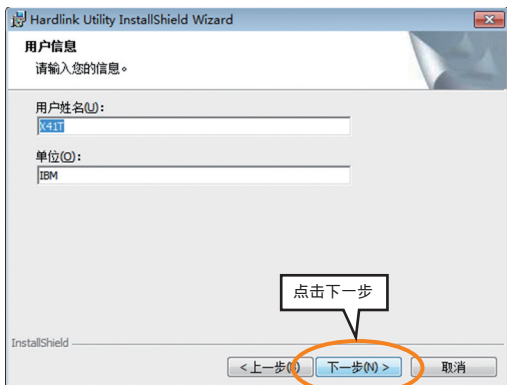 Hardlink Utility InstallShield Wizard
用户信息
请输入您的信息。
用户姓名(U):
X41T
单位(O):
IBM
点击下一步
InstallShield
<上一步(B) 下一步(N) > 取消